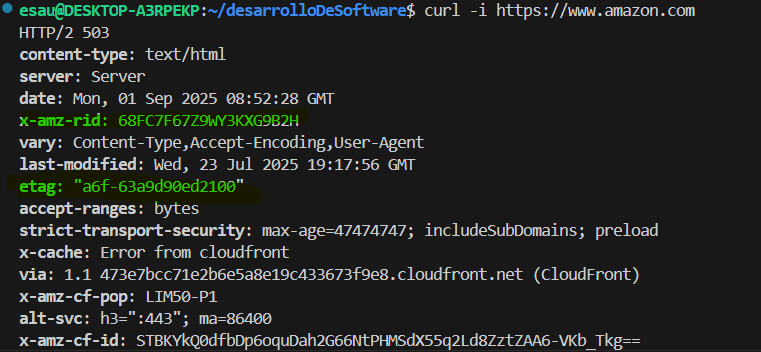 esau@DESKTOP-A3RPEKP:~/desarrolloDeSoftware$ curl -i https://www.amazon.com
HTTP/2 503
content-type: text/html
server: Server
date: Mon, 01 Sep 2025 08:52:28 GMT
x-amz-rid: 68FC7F67Z9WY3KXG9B2H
vary: Content-Type,Accept-Encoding,User-Agent
last-modified: Wed, 23 Jul 2025 19:17:56 GMT
etag: "a6f-63a9d90ed2100"
accept-ranges: bytes
strict-transport-security: max-age=47474747; includeSubDomains; preload
x-cache: Error from cloudfront
via: 1.1 473e7bcc71e2b6e5a8e19c433673f9e8.cloudfront.net (CloudFront)
x-amz-cf-pop: LIM50-P1
alt-svc: h3=":443"; ma=86400
x-amz-cf-id: STBKYkQ0dfbDp6oquDah2G66NtPHMSdX55q2Ld8ZztZAA6-VKb_Tkg==